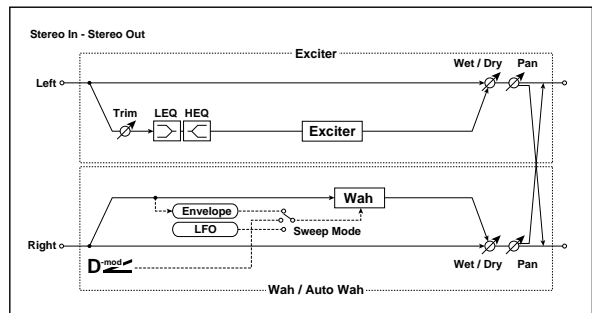 Stereo In - Stereo Out
Exciter
Wet / Dry
Pan
Left
Trim
LEQ
HEQ
Exciter
Wah
Envelope
LFO
Sweep Mode
Right
D-mod
Wet / Dry
Pan
Wah / Auto Wah